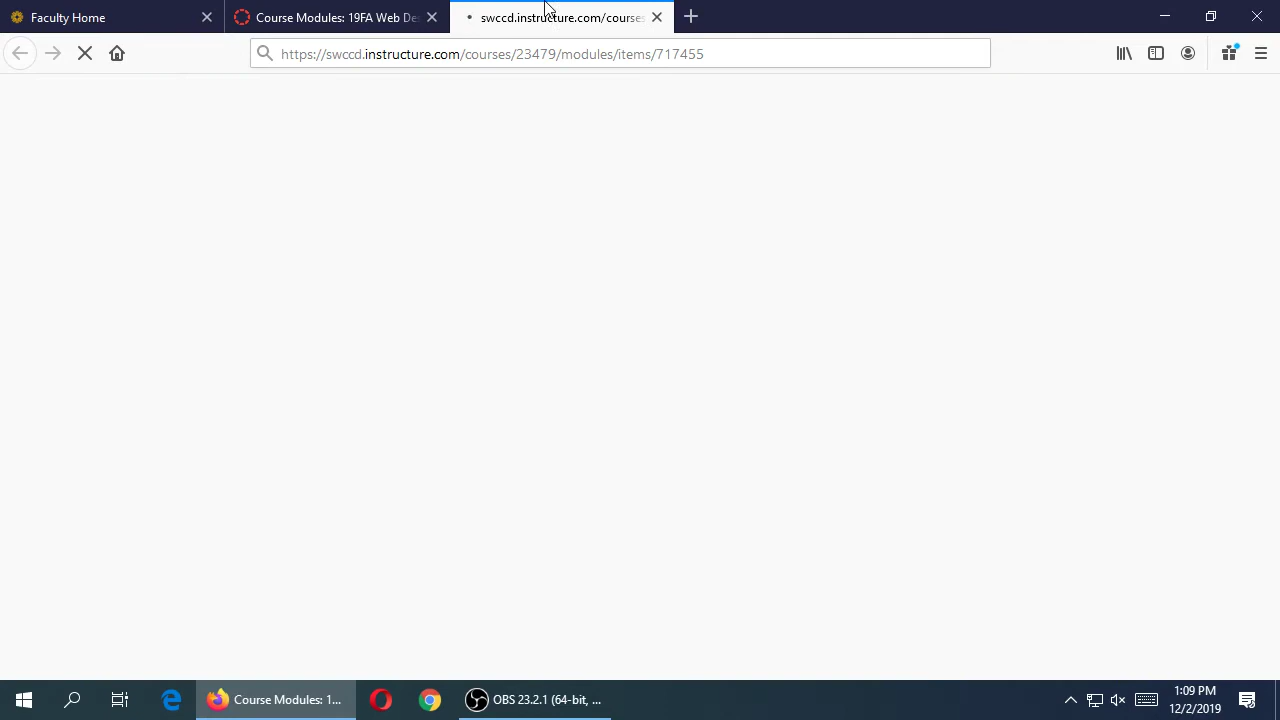 Faculty Home
Course Modules: 19FA Web De
swccd.instructure.com/courses
https://swccd.instructure.com/courses/23479/modules/items/717455
Course Modules: 1...
OBS 23.2.1 (64-bit, ...
1:09 PM
12/2/2019